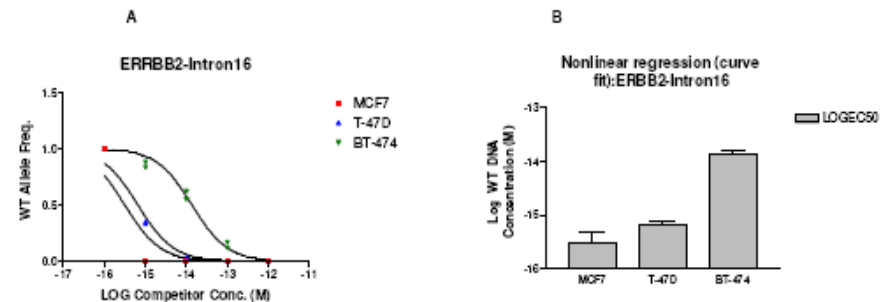 A
ERRBB2-Intron16
1.5
1.0
0.5
0.0
-17
-16
-15
-14
-13
-12
-11
WT Allele Freq.
LOG Competitor Conc. (M)
MCF7
T-47D
BT-474
B
Nonlinear regression (curve
fit):ERBB2-Intron16
-13
-14
-15
-16
Log WT DNA
Concentration (M)
MCF7
T-47D
BT-474
LOGEC50